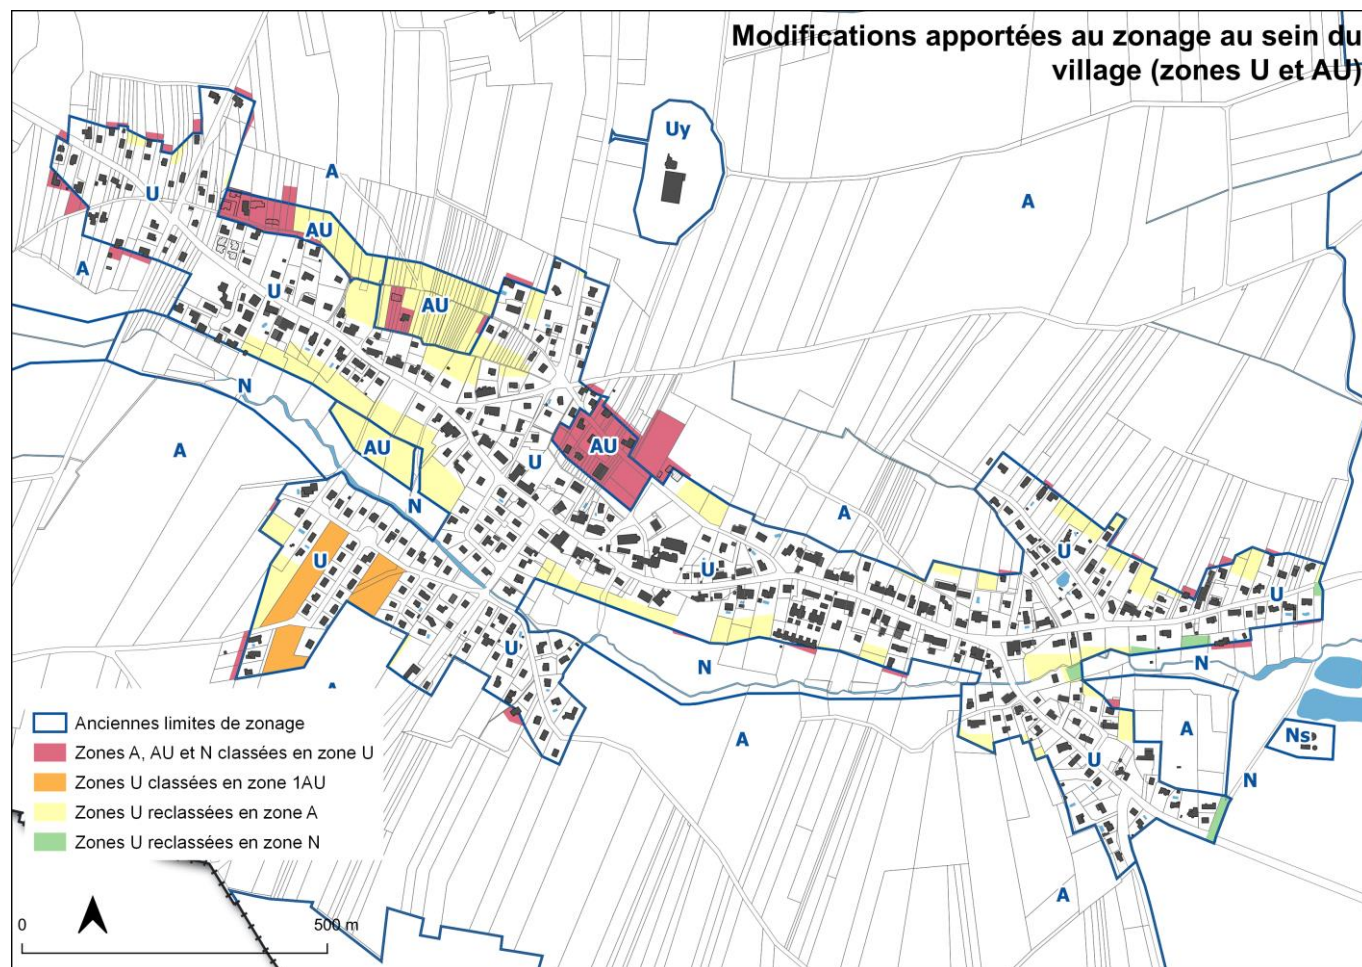 Modifications apportées au zonage au sein du
village (zones U et AU)
Uy
A
U
A
AU
A
U
AU
N
A
AU
U
AU
N
A
U
U
U
U
U
N
N
A
A
Ns
U
N
A
A
Anciennes limites de zonage
Zones A, AU et N classées en zone U
Zones U classées en zone 1AU
Zones U reclassées en zone A
Zones U reclassées en zone N
0
500 m